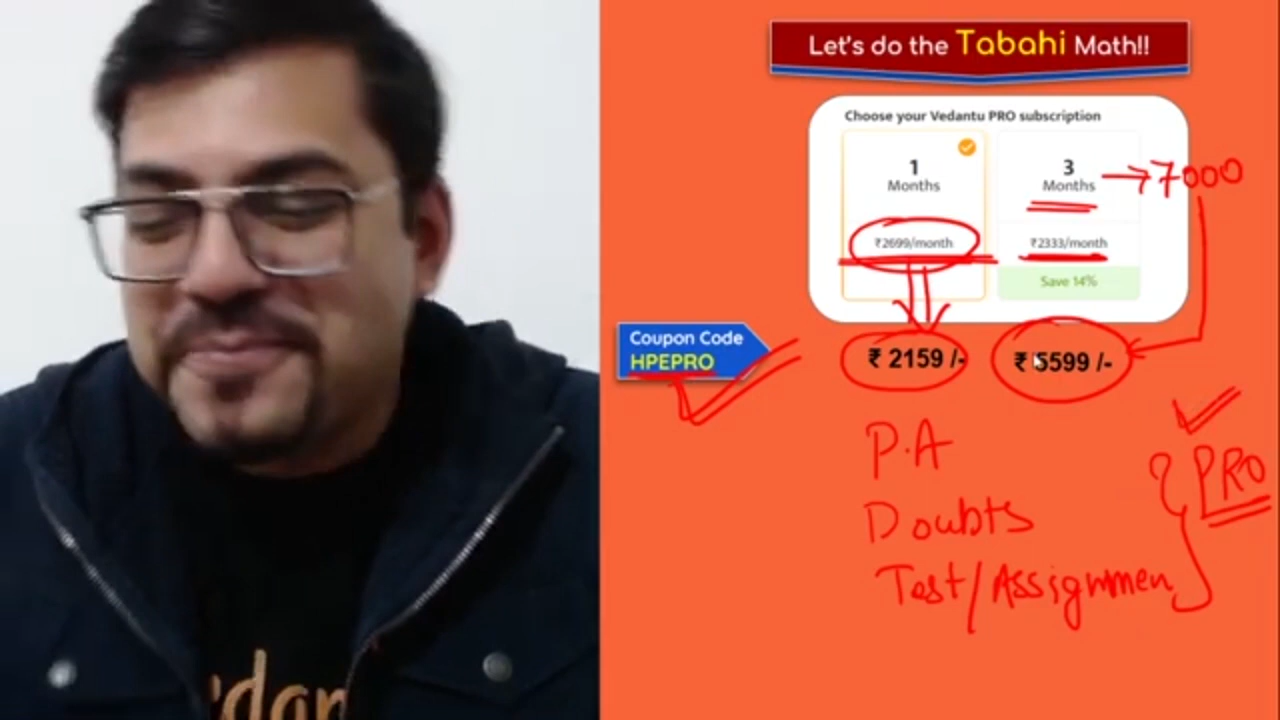 Let's do the Tabahi Math!!
Choose your Vedantu PRO subscription
1
Months
3
Months
→7000
₹2699/month
₹2333/month
Save 14%
Coupon Code
HPEPRO
₹ 2159 /-
₹ 5599 /-
P.A
Doubts
Test/Assignmen
PRO
edan